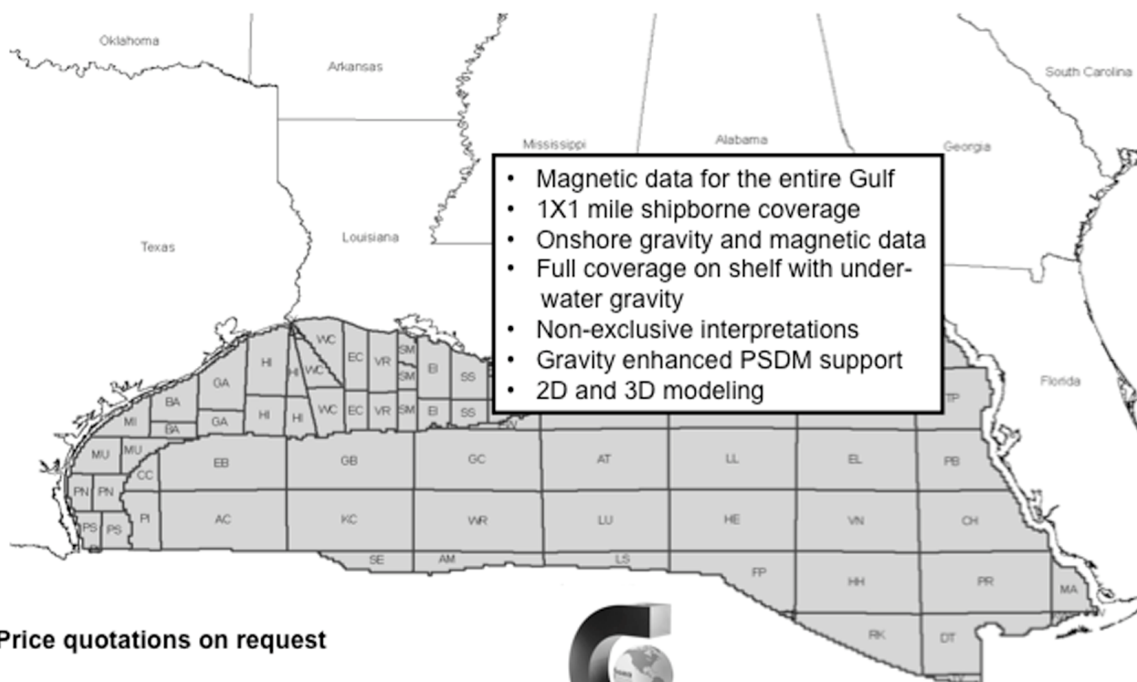 Oklahoma
Arkansas
South Carolina
Mississippi
Alabama
Georgia
Texas
Louisiana
Florida
• Magnetic data for the entire Gulf
• 1X1 mile shipborne coverage
• Onshore gravity and magnetic data
• Full coverage on shelf with under-
water gravity
• Non-exclusive interpretations
• Gravity enhanced PSDM support
• 2D and 3D modeling
WC EC VR SM EI SS
HI HI WC SM
GA BA MI BA GA HI HI WC EC VR SM EI SS
TP
MU MU CC EB GB GC AT LL EL PB
PN PN
PS PS PI AC KC WR LU HE VN CH
SE AM LS FP HH PR MA
RK DT
Price quotations on request